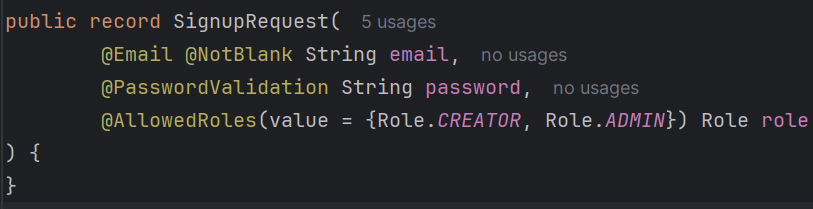 public record SignupRequest( 5 usages
@Email @NotBlank String email, no usages
@PasswordValidation String password, no usages
@AllowedRoles(value = {Role.CREATOR, Role.ADMIN}) Role role
) {
}